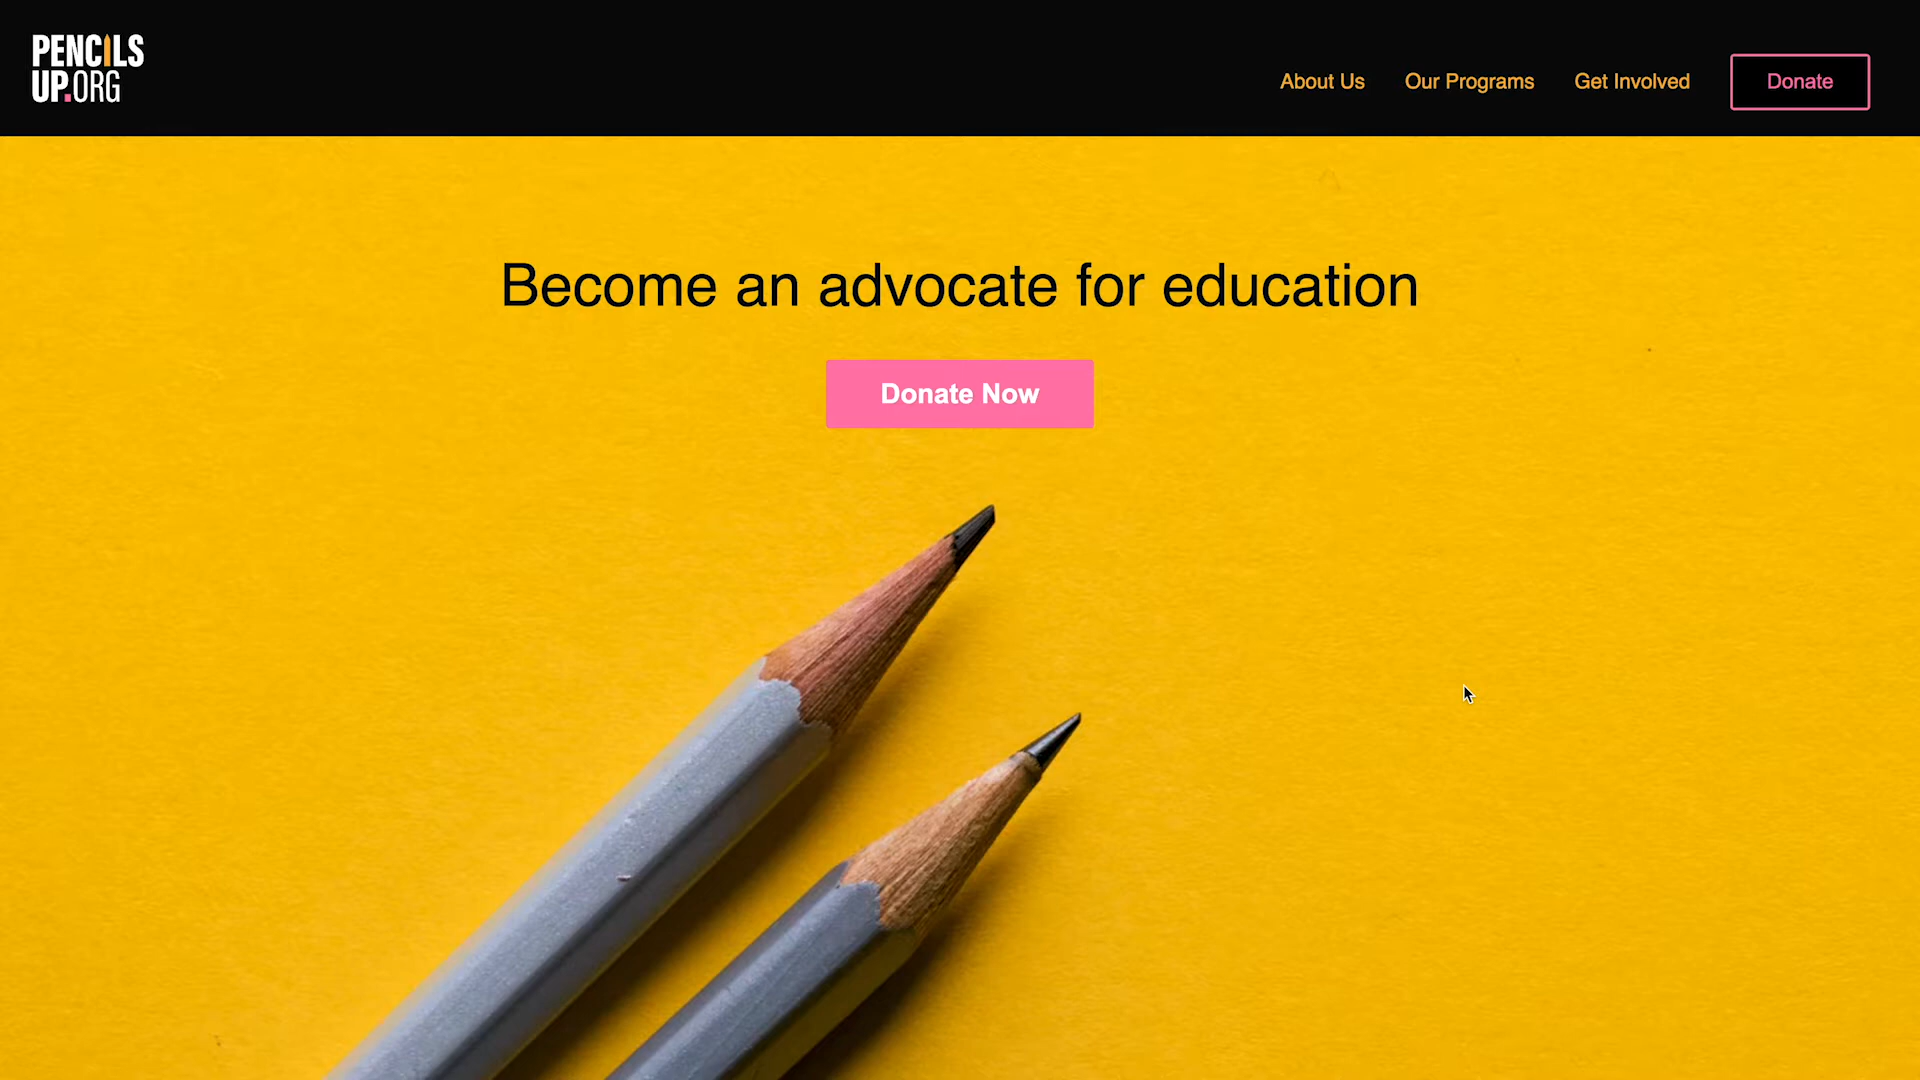 PENCILS
UP.ORG
About Us
Our Programs
Get Involved
Donate
Become an advocate for education
Donate Now